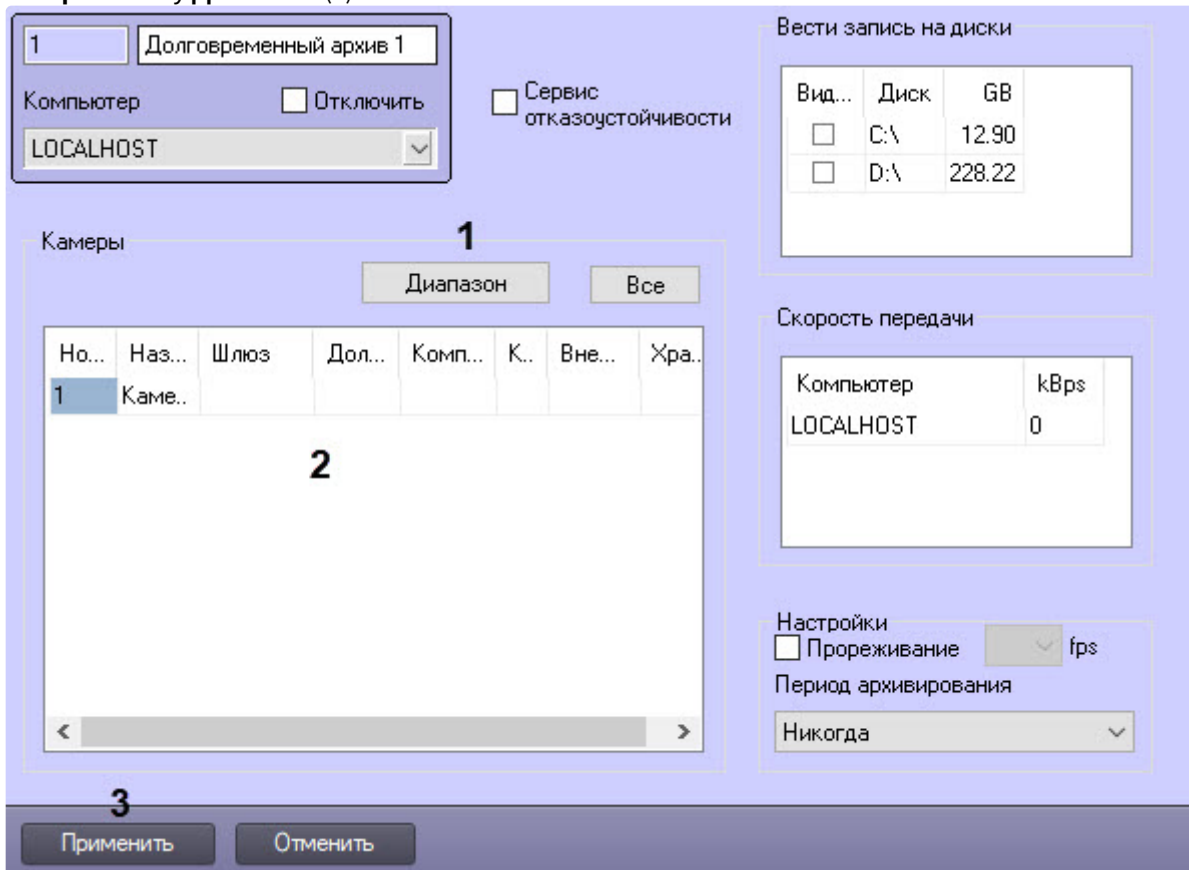 1 Долговременный архив 1
Компьютер Отключить
LOCALHOST
Сервис
отказоустойчивости
Вести запись на диски
Вид... Диск GB
C:\ 12.90
D:\ 228.22
Камеры
1
Диапазон Все
Но... Наз... Шлюз Дол... Комп... К.. Вне... Хра..
1 Каме..
2
Скорость передачи
Компьютер kBps
LOCALHOST 0
Настройки
Прореживание fps
Период архивирования
Никогда
3
Применить Отменить